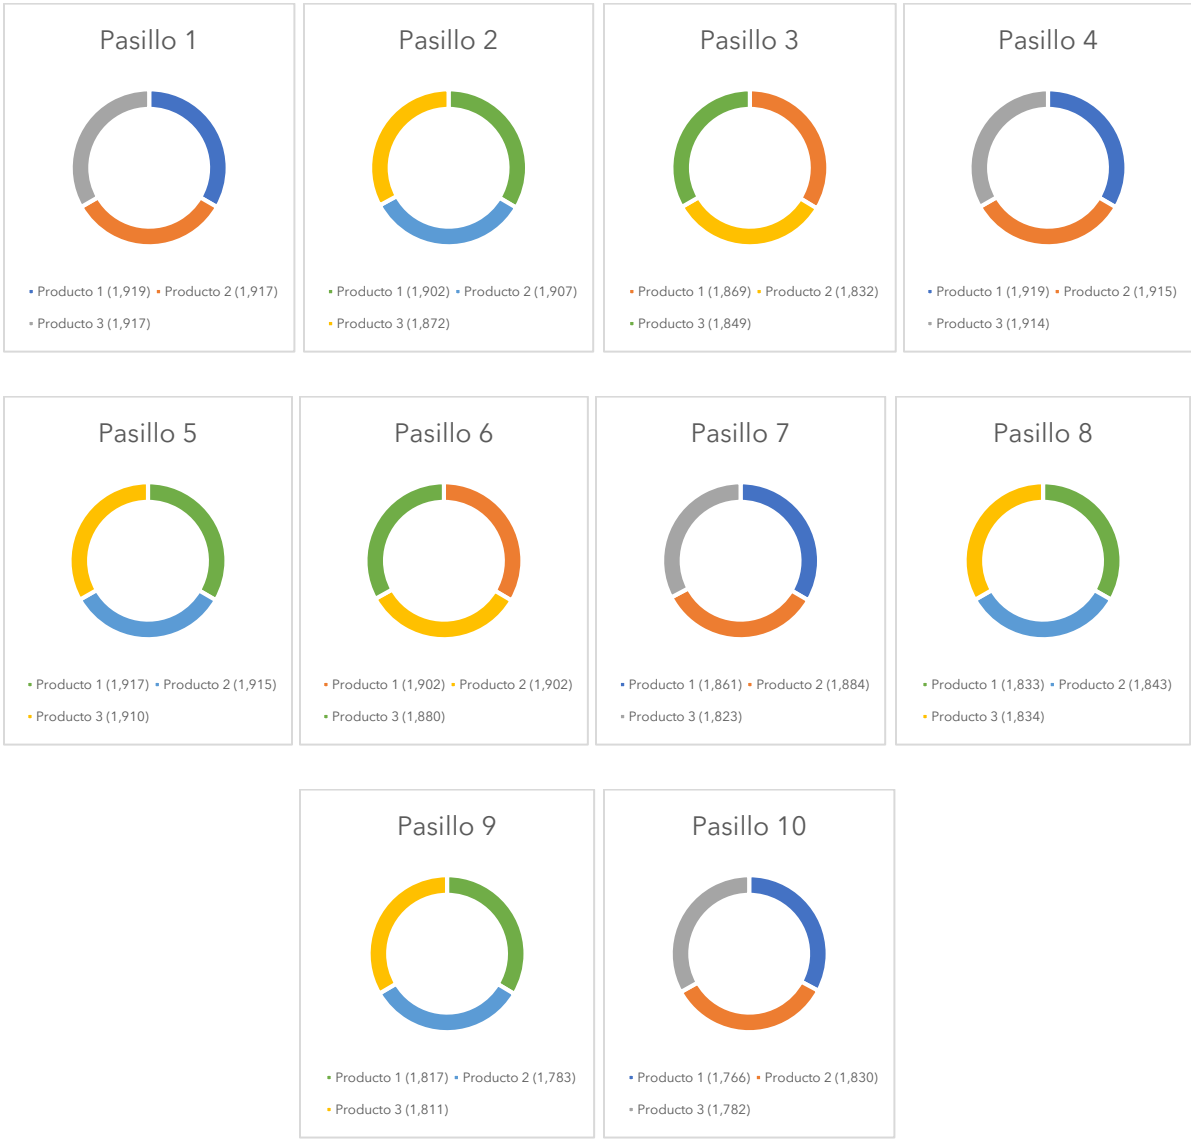 Pasillo 1
Producto 1 (1,919) Producto 2 (1,917)
Producto 3 (1,917)
Pasillo 2
Producto 1 (1,902) Producto 2 (1,907)
Producto 3 (1,872)
Pasillo 3
Producto 1 (1,869) Producto 2 (1,832)
Producto 3 (1,849)
Pasillo 4
Producto 1 (1,919) Producto 2 (1,915)
Producto 3 (1,914)
Pasillo 5
Producto 1 (1,917) Producto 2 (1,915)
Producto 3 (1,910)
Pasillo 6
Producto 1 (1,902) Producto 2 (1,902)
Producto 3 (1,880)
Pasillo 7
Producto 1 (1,861) Producto 2 (1,884)
Producto 3 (1,823)
Pasillo 8
Producto 1 (1,833) Producto 2 (1,843)
Producto 3 (1,834)
Pasillo 9
Producto 1 (1,817) Producto 2 (1,783)
Producto 3 (1,811)
Pasillo 10
Producto 1 (1,766) Producto 2 (1,830)
Producto 3 (1,782)